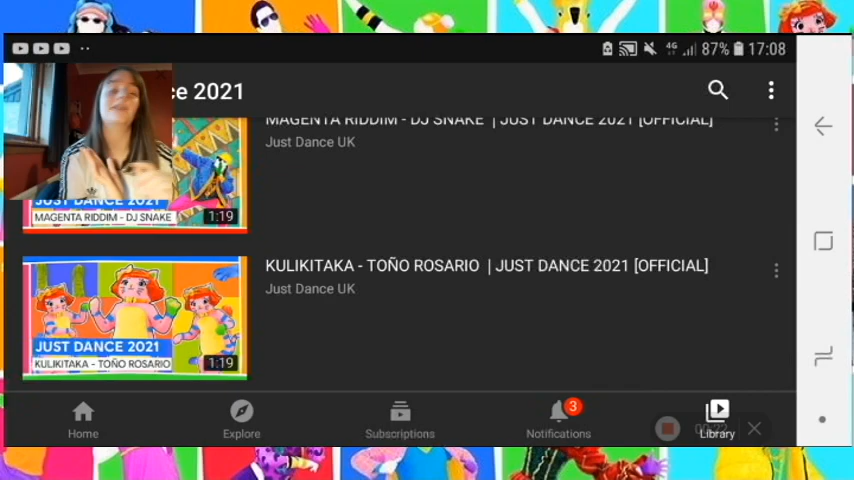 4G 87% 17:08
ce 2021
MAGENTA RIDDIM - DJ SNAKE | JUST DANCE 2021 [OFFICIAL]
Just Dance UK
JUST DANCE 2021
MAGENTA RIDDIM - DJ SNAKE 1:19
KULIKITAKA - TOÑO ROSARIO | JUST DANCE 2021 [OFFICIAL]
Just Dance UK
JUST DANCE 2021
KULIKITAKA - TOÑO ROSARIO 1:19
3
Home Explore Subscriptions Notifications Library